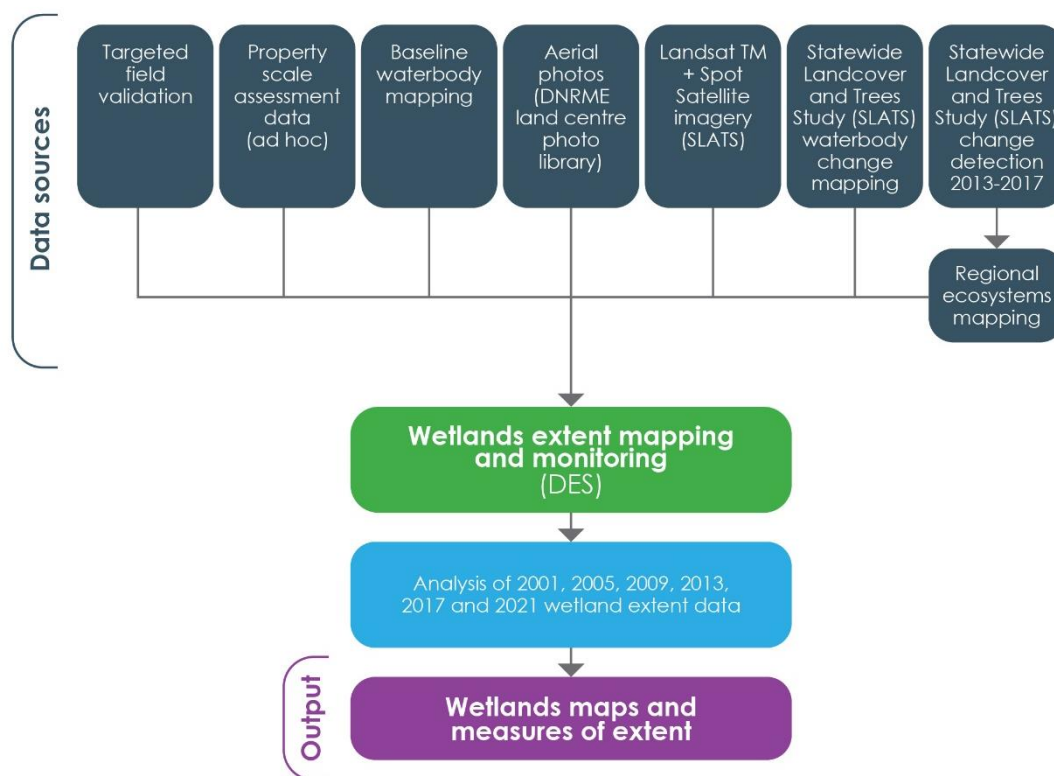 Data sources
Targeted
field
validation
Property
scale
assessment
data
(ad hoc)
Baseline
waterbody
mapping
Aerial
photos
(DNRME
land centre
photo
library)
Landsat TM
+ Spot
Satellite
imagery
(SLATS)
Statewide
Landcover
and Trees
Study (SLATS)
waterbody
change
mapping
Statewide
Landcover
and Trees
Study (SLATS)
change
detection
2013-2017
Regional
ecosystems
mapping
Wetlands extent mapping
and monitoring
(DES)
Analysis of 2001, 2005, 2009, 2013,
2017 and 2021 wetland extent data
Output
Wetlands maps and
measures of extent